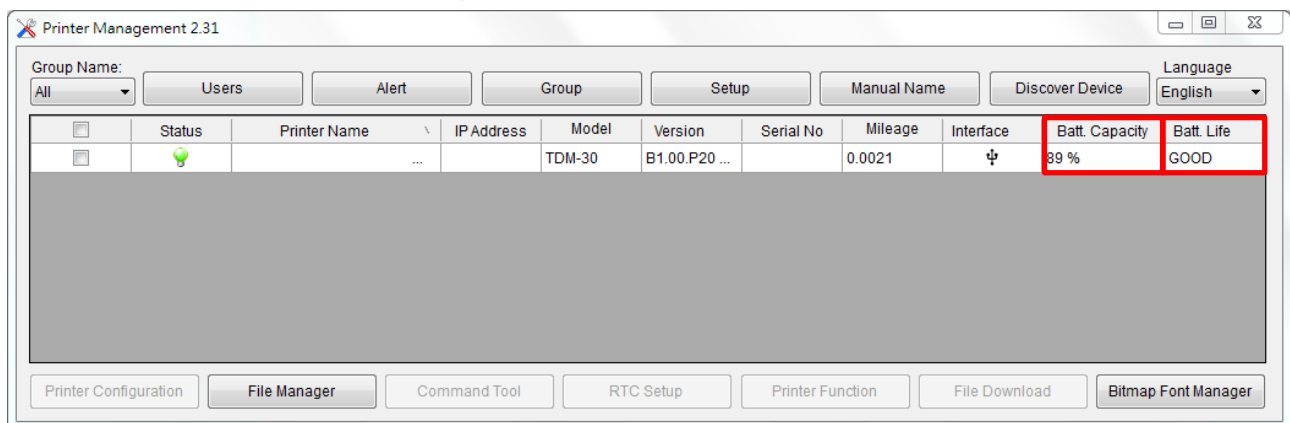 Printer Management 2.31
Group Name:
Language
All Users Alert Group Setup Manual Name Discover Device English
Status Printer Name \ IP Address Model Version Serial No Mileage Interface Batt. Capacity Batt. Life
... TDM-30 B1.00.P20 ... 0.0021 89 % GOOD
Printer Configuration File Manager Command Tool RTC Setup Printer Function File Download Bitmap Font Manager